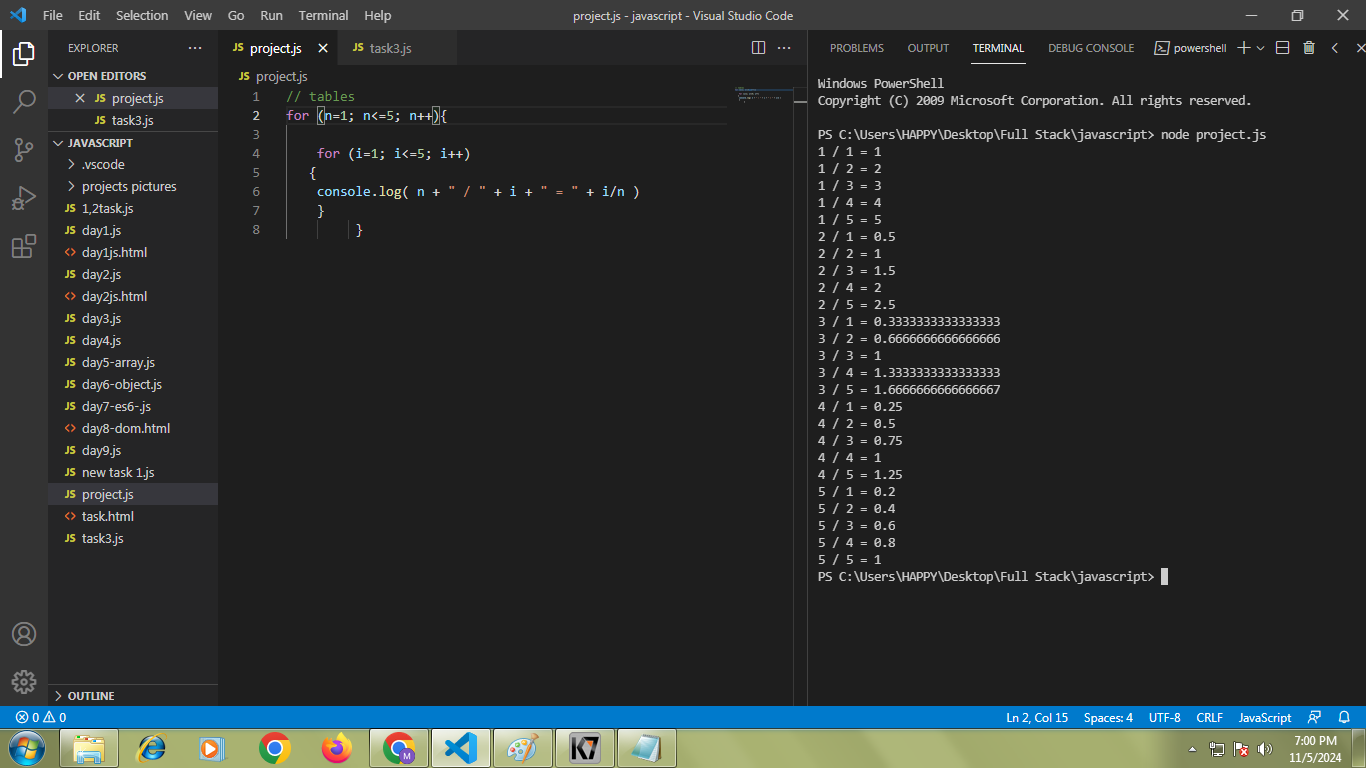 File Edit Selection View Go Run Terminal Help
project.js - javascript - Visual Studio Code
EXPLORER
OPEN EDITORS
JS project.js
JS task3.js
JAVASCRIPT
.vscode
projects pictures
JS 1,2task.js
JS day1.js
<> day1js.html
JS day2.js
<> day2js.html
JS day3.js
JS day4.js
JS day5-array.js
JS day6-object.js
JS day7-es6-.js
<> day8-dom.html
JS day9.js
JS new task 1.js
JS project.js
<> task.html
JS task3.js
OUTLINE
JS project.js JS task3.js
JS project.js
1 // tables
2 for (n=1; n<=5; n++){
3
4 for (i=1; i<=5; i++)
5 {
6 console.log( n + " / " + i + " = " + i/n )
7 }
8 }
PROBLEMS OUTPUT TERMINAL DEBUG CONSOLE powershell
Windows PowerShell
Copyright (C) 2009 Microsoft Corporation. All rights reserved.
PS C:\Users\HAPPY\Desktop\Full Stack\javascript> node project.js
1 / 1 = 1
1 / 2 = 2
1 / 3 = 3
1 / 4 = 4
1 / 5 = 5
2 / 1 = 0.5
2 / 2 = 1
2 / 3 = 1.5
2 / 4 = 2
2 / 5 = 2.5
3 / 1 = 0.3333333333333333
3 / 2 = 0.6666666666666666
3 / 3 = 1
3 / 4 = 1.3333333333333333
3 / 5 = 1.6666666666666667
4 / 1 = 0.25
4 / 2 = 0.5
4 / 3 = 0.75
4 / 4 = 1
4 / 5 = 1.25
5 / 1 = 0.2
5 / 2 = 0.4
5 / 3 = 0.6
5 / 4 = 0.8
5 / 5 = 1
PS C:\Users\HAPPY\Desktop\Full Stack\javascript>
0 0
Ln 2, Col 15 Spaces: 4 UTF-8 CRLF JavaScript
M
K7
7:00 PM
11/5/2024